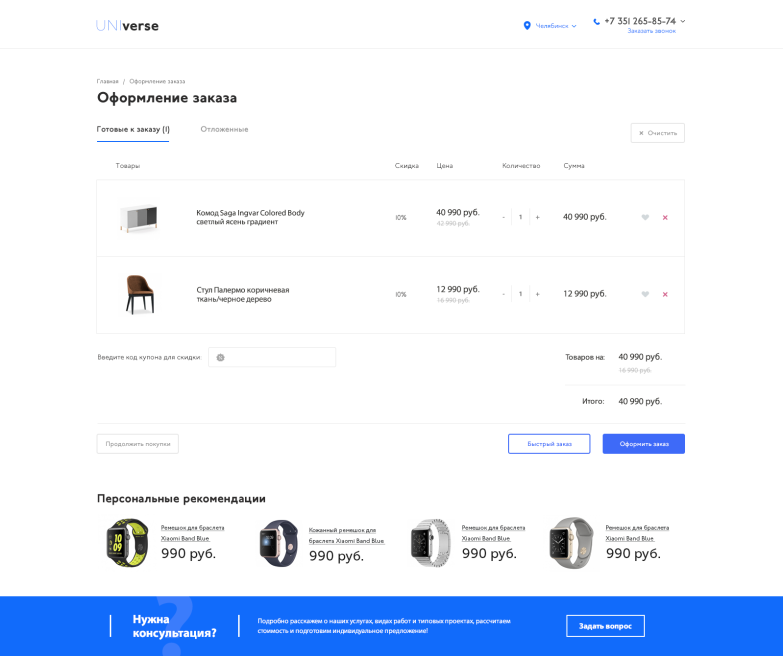 UNIverse
Челябинск
+7 351 265-85-74
Заказать звонок
Главная / Оформление заказа
Оформление заказа
Готовые к заказу (1)
Отложенные
× Очистить
Товары
Скидка
Цена
Количество
Сумма
Комод Saga Ingvar Colored Body
светлый ясень градиент
10%
40 990 руб.
42 990 руб.
- 1 +
40 990 руб.
Стул Палермо коричневая
ткань/черное дерево
10%
12 990 руб.
16 990 руб.
- 1 +
12 990 руб.
Введите код купона для скидки:
Товаров на:
40 990 руб.
16 990 руб.
Итого:
40 990 руб.
Продолжить покупки
Быстрый заказ
Оформить заказ
Персональные рекомендации
Ремешок для браслета
Xiaomi Band Blue
990 руб.
Кожанный ремешок для
браслета Xiaomi Band Blue
990 руб.
Ремешок для браслета
Xiaomi Band Blue
990 руб.
Ремешок для браслета
Xiaomi Band Blue
990 руб.
Нужна
консультация?
Подробно расскажем о наших услугах, видах работ и типовых проектах, рассчитаем
стоимость и подготовим индивидуальное предложение!
Задать вопрос